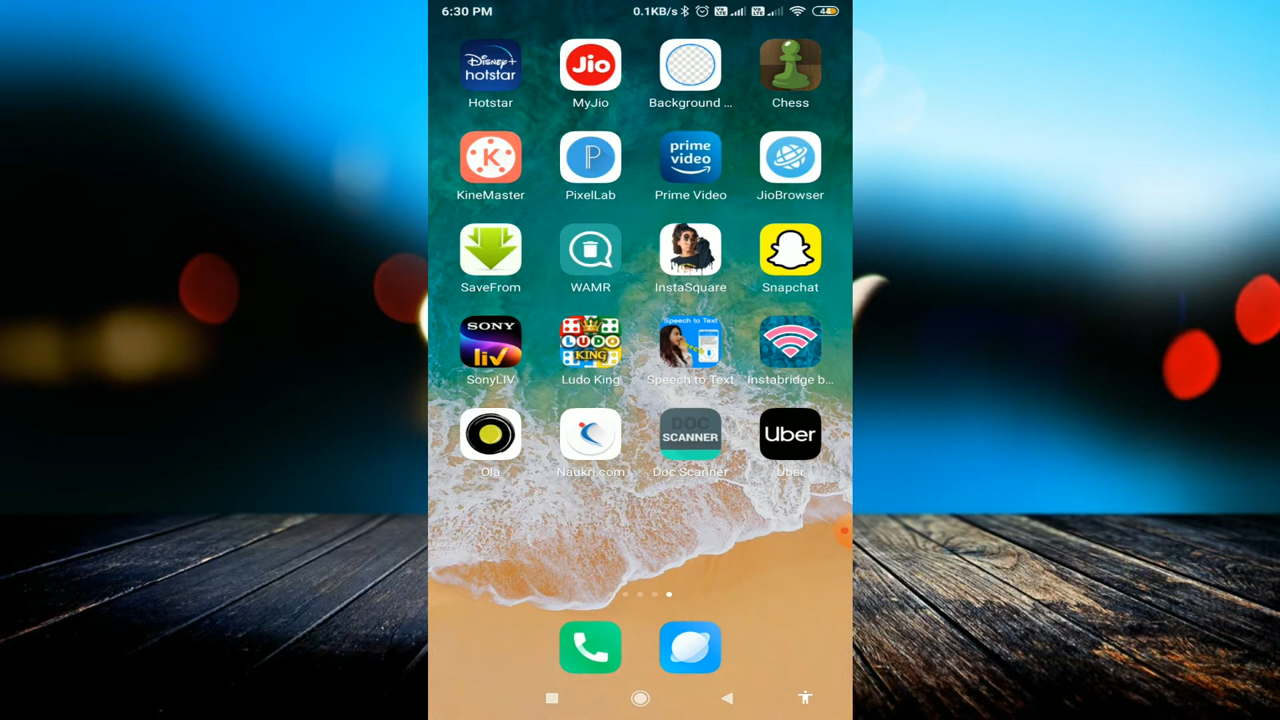 6:30 PM
0.1KB/s
44
Disney+
hotstar
Jio
Hotstar
MyJio
Background ...
Chess
K
P
prime
video
KineMaster
PixelLab
Prime Video
JioBrowser
SaveFrom
WAMR
InstaSquare
Snapchat
SONY
liv
LUDO
KING
Speech to Text
SonyLIV
Ludo King
Speech to Text
Instabridge b...
DOC
SCANNER
Uber
Ola
Naukri.com
Doc Scanner
Uber